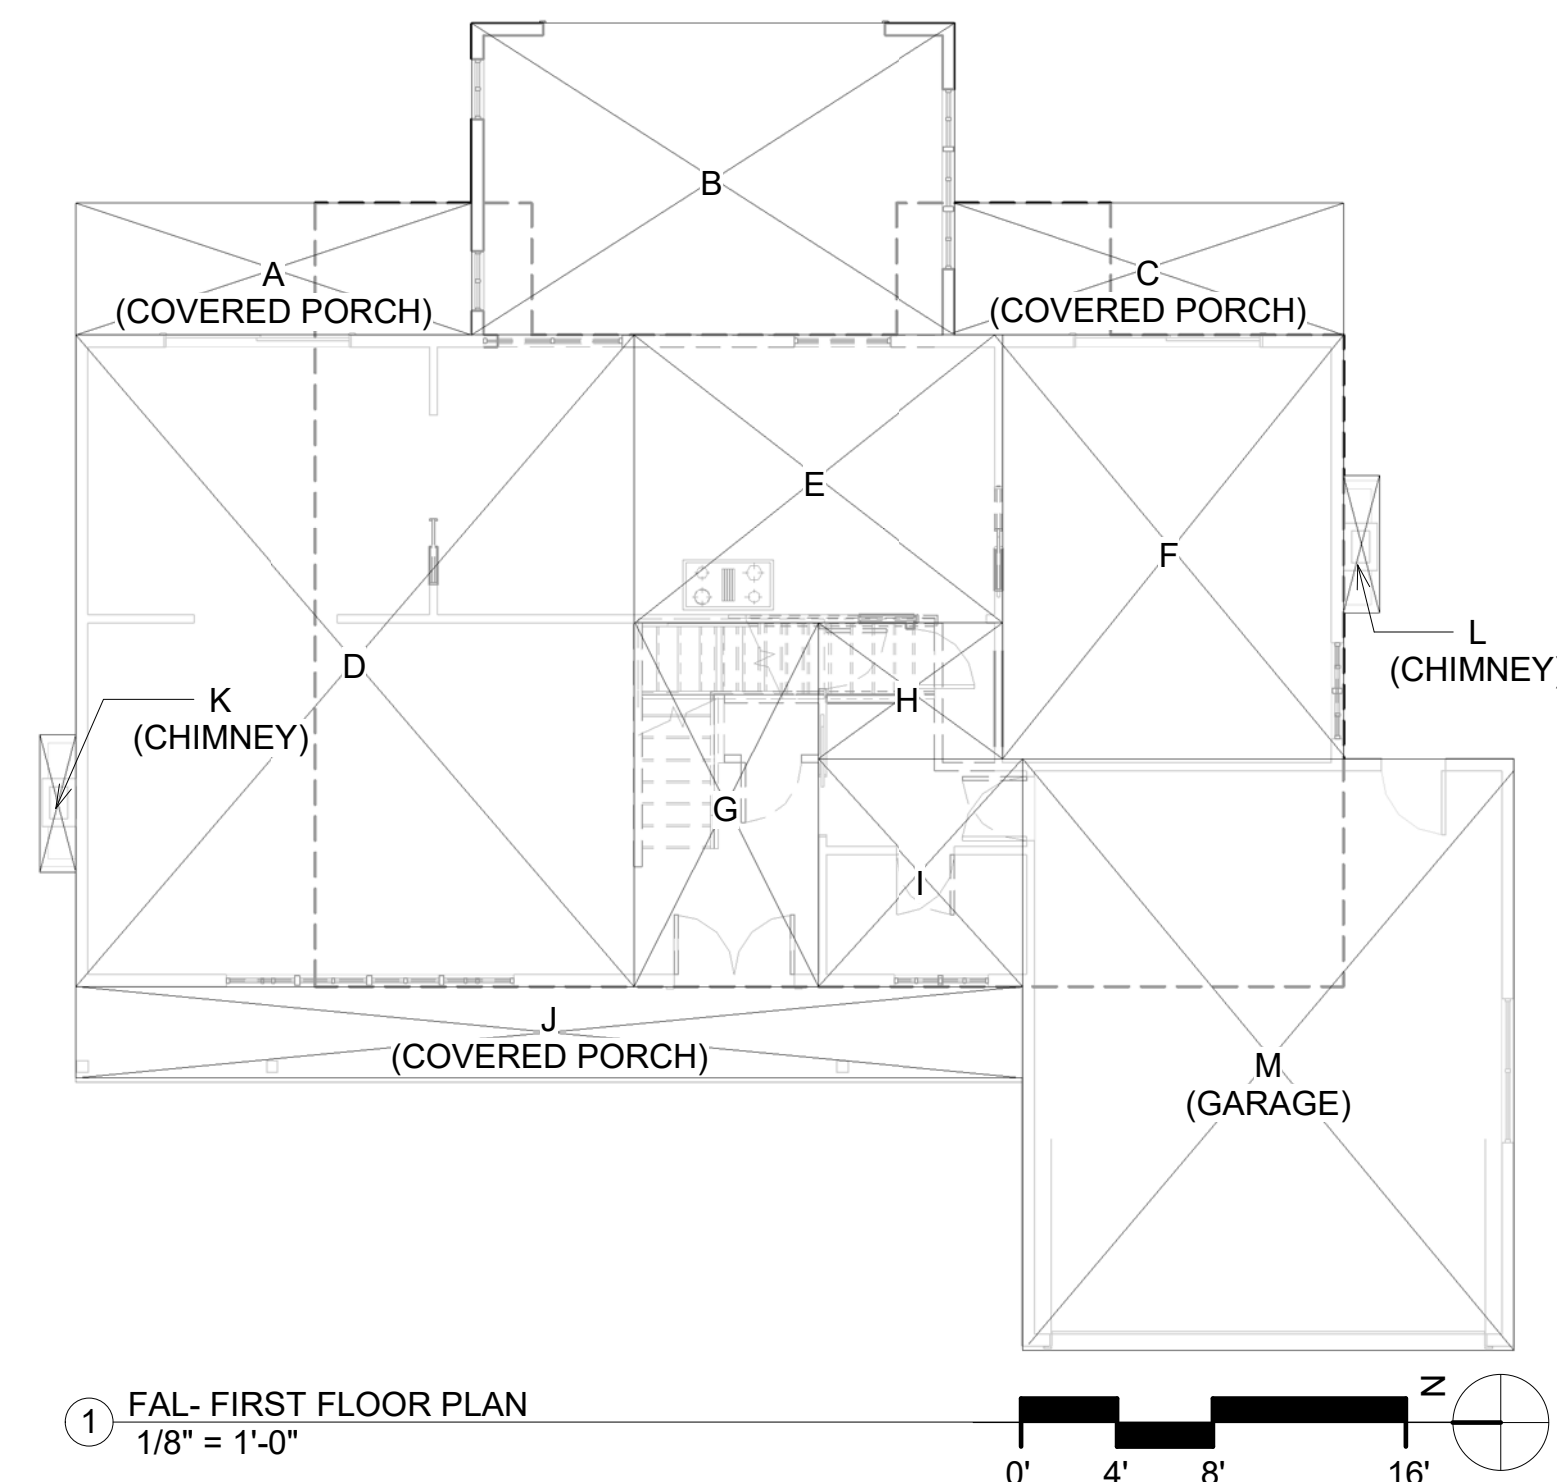 B
A
(COVERED PORCH)
C
(COVERED PORCH)
E
F
D
L
(CHIMNEY)
K
(CHIMNEY)
H
G
I
J
(COVERED PORCH)
M
(GARAGE)
1
FAL- FIRST FLOOR PLAN
1/8" = 1'-0"
N
0' 4' 8' 16'